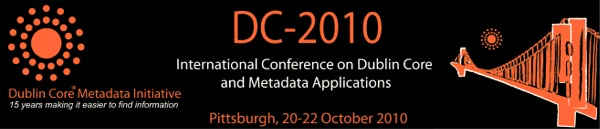 Dublin Core® Metadata Initiative
15 years making it easier to find information
DC-2010
International Conference on Dublin Core
and Metadata Applications
Pittsburgh, 20-22 October 2010